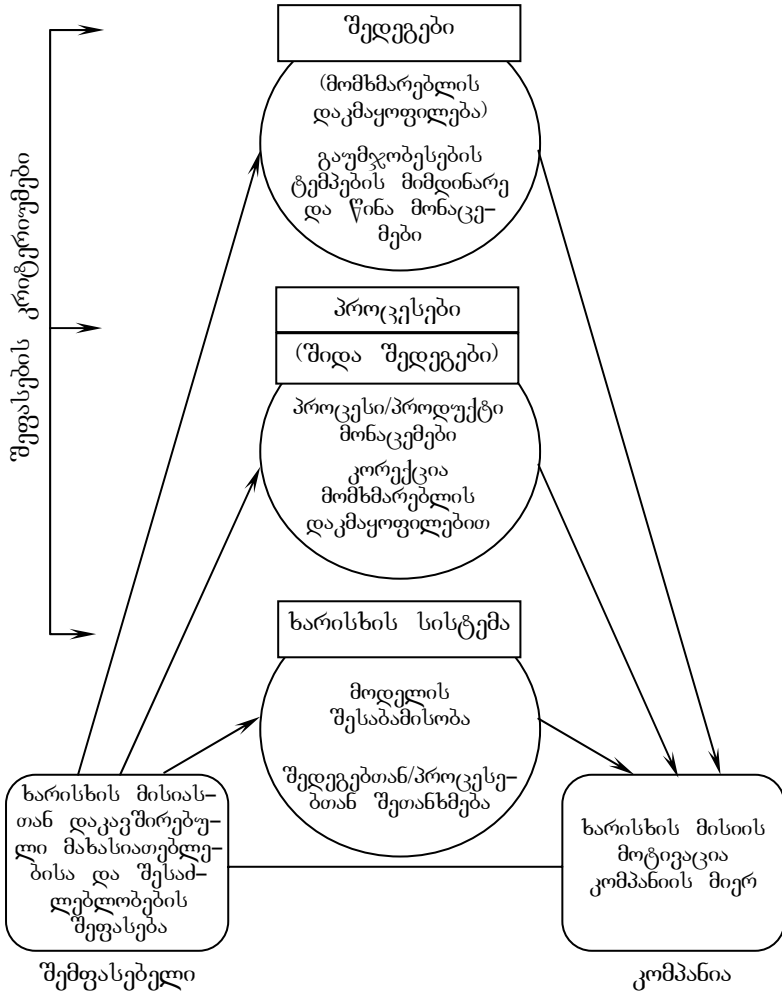 შედეგები
(მომხმარებლის
დაკმაყოფილება)
გაუმჯობესების
ტემპების მიმდინარე
და წინა მონაცე–
მები
შეფასების კრიტერიუმები
პროცესები
(შიდა შედეგები)
პროცესი/პროდუქტი
მონაცემები
კორექცია
მომხმარებლის
დაკმაყოფილებით
ხარისხის სისტემა
მოდელის
შესაბამისობა
შედეგებთან/პროცესე–
ბთან შეთანხმება
ხარისხის მისიას–
თან დაკავშირებუ–
ლი მახასიათებლე–
ბისა და შესაძ–
ლებლობების
შეფასება
შემფასებელი
ხარისხის მისიის
მოტივაცია
კომპანიის მიერ
კომპანია